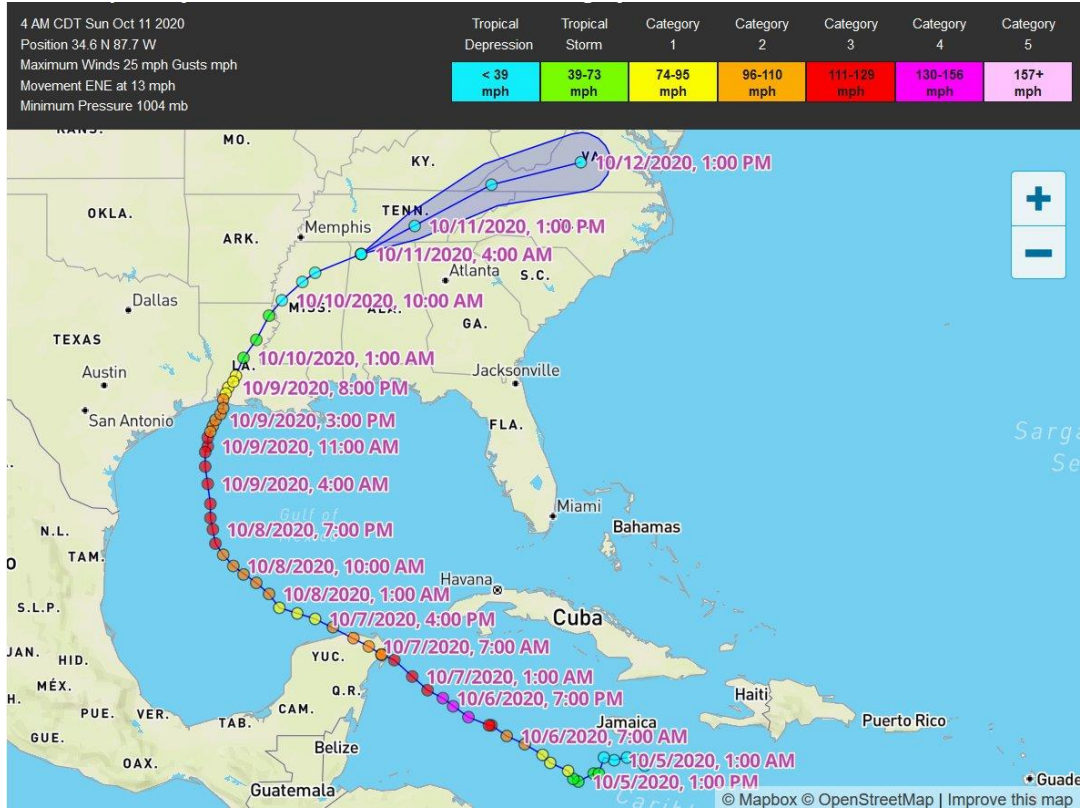 4 AM CDT Sun Oct 11 2020
Position 34.6 N 87.7 W
Maximum Winds 25 mph Gusts mph
Movement ENE at 13 mph
Minimum Pressure 1004 mb
Tropical Depression
< 39 mph
Tropical Storm
39-73 mph
Category 1
74-95 mph
Category 2
96-110 mph
Category 3
111-129 mph
Category 4
130-156 mph
Category 5
157+ mph
KANS.
MO.
KY.
VA.
10/12/2020, 1:00 PM
+
−
OKLA.
TENN.
Memphis
10/11/2020, 1:00 PM
ARK.
10/11/2020, 4:00 AM
Atlanta
S.C.
Dallas
10/10/2020, 10:00 AM
MISS.
ALA.
GA.
TEXAS
10/10/2020, 1:00 AM
LA.
Jacksonville
Austin
10/9/2020, 8:00 PM
San Antonio
10/9/2020, 3:00 PM
FLA.
Sarga
Se
10/9/2020, 11:00 AM
10/9/2020, 4:00 AM
Miami
Gulf of
N.L.
10/8/2020, 7:00 PM
Bahamas
TAM.
O
10/8/2020, 10:00 AM
Havana
10/8/2020, 1:00 AM
S.L.P.
10/7/2020, 4:00 PM
Cuba
JAN.
HID.
YUC.
10/7/2020, 7:00 AM
MÉX.
Q.R.
10/7/2020, 1:00 AM
H.
PUE.
VER.
TAB.
CAM.
10/6/2020, 7:00 PM
Haiti
Jamaica
Puerto Rico
GUE.
Belize
10/6/2020, 7:00 AM
OAX.
10/5/2020, 1:00 AM
Guatemala
10/5/2020, 1:00 PM
Guade
Caribb
© Mapbox © OpenStreetMap | Improve this map